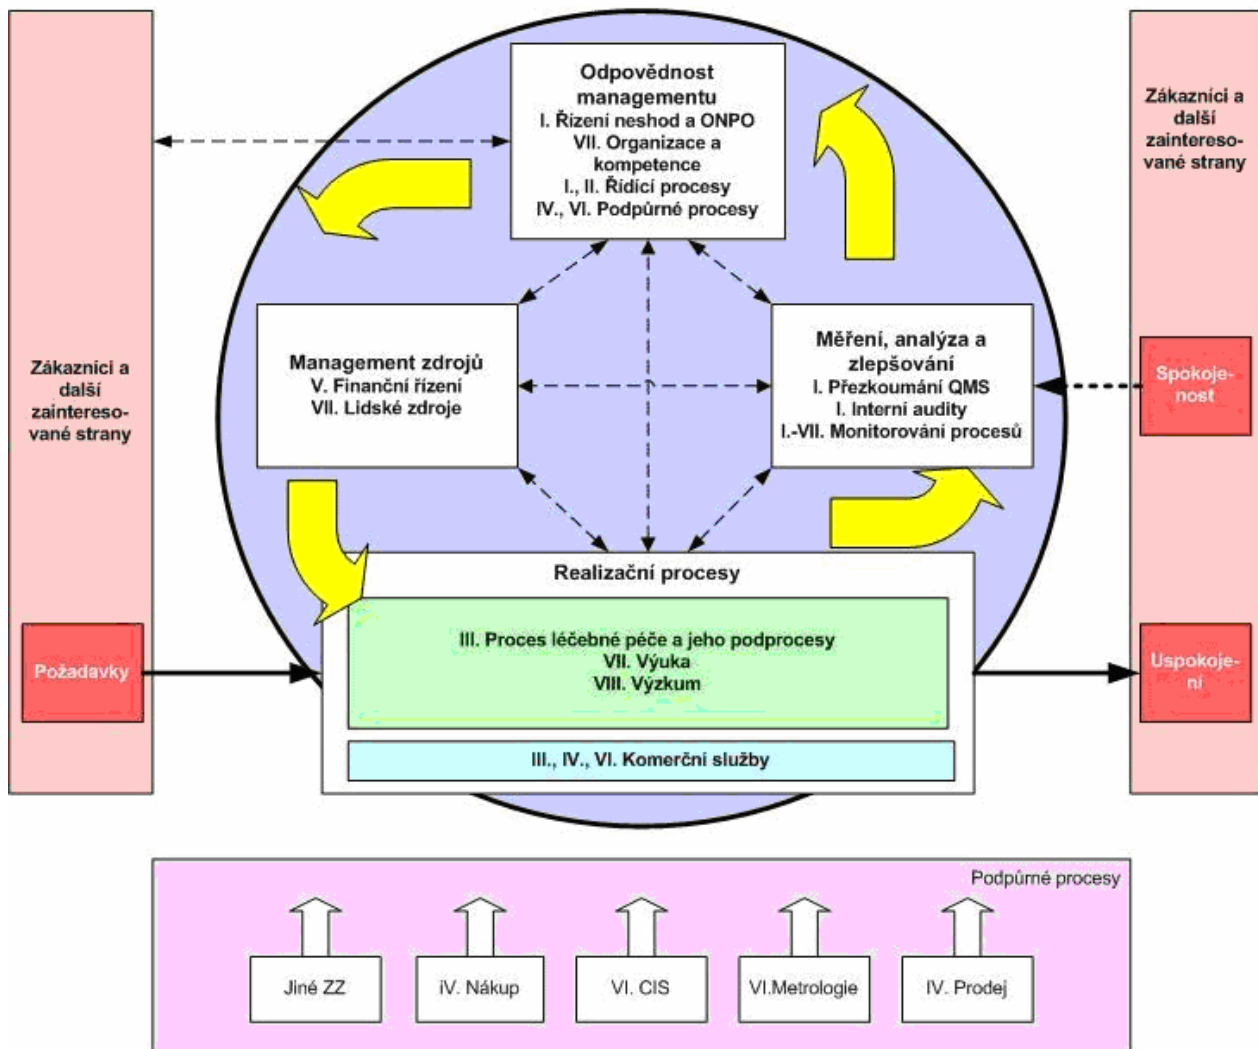 Odpovědnost
managementu
I. Řízení neshod a ONPO
VII. Organizace a
kompetence
I., II. Řídící procesy
IV., VI. Podpůrné procesy
Zákazníci a
další
zaintereso-
vané strany
Zákazníci a
další
zaintereso-
vané strany
Management zdrojů
V. Finanční řízení
VII. Lidské zdroje
Měření, analýza a
zlepšování
I. Přezkoumání QMS
I. Interní audity
I.-VII. Monitorování procesů
Spokoje-
nost
Realizační procesy
III. Proces léčebné péče a jeho podprocesy
VII. Výuka
VIII. Výzkum
Požadavky
Uspokoje-
ní
III., IV., VI. Komerční služby
Podpůrné procesy
Jiné ZZ
iV. Nákup
VI. CIS
VI.Metrologie
IV. Prodej